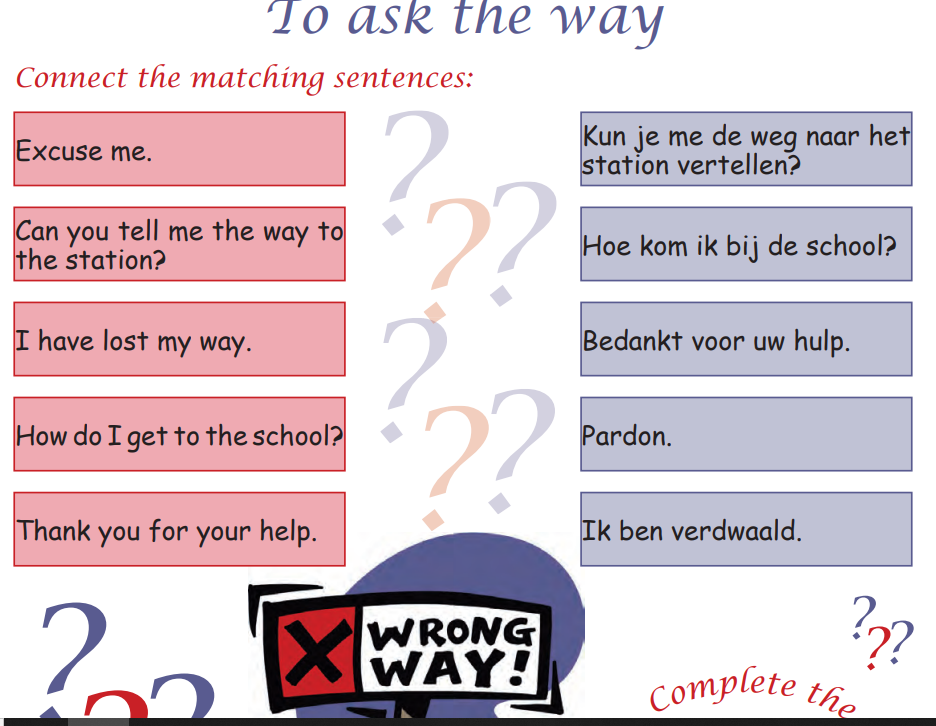 To ask the way
Connect the matching sentences:
Excuse me.
Can you tell me the way to
the station?
I have lost my way.
How do I get to the school?
Thank you for your help.
Kun je me de weg naar het
station vertellen?
Hoe kom ik bij de school?
Bedankt voor uw hulp.
Pardon.
Ik ben verdwaald.
WRONG
WAY!
Complete the